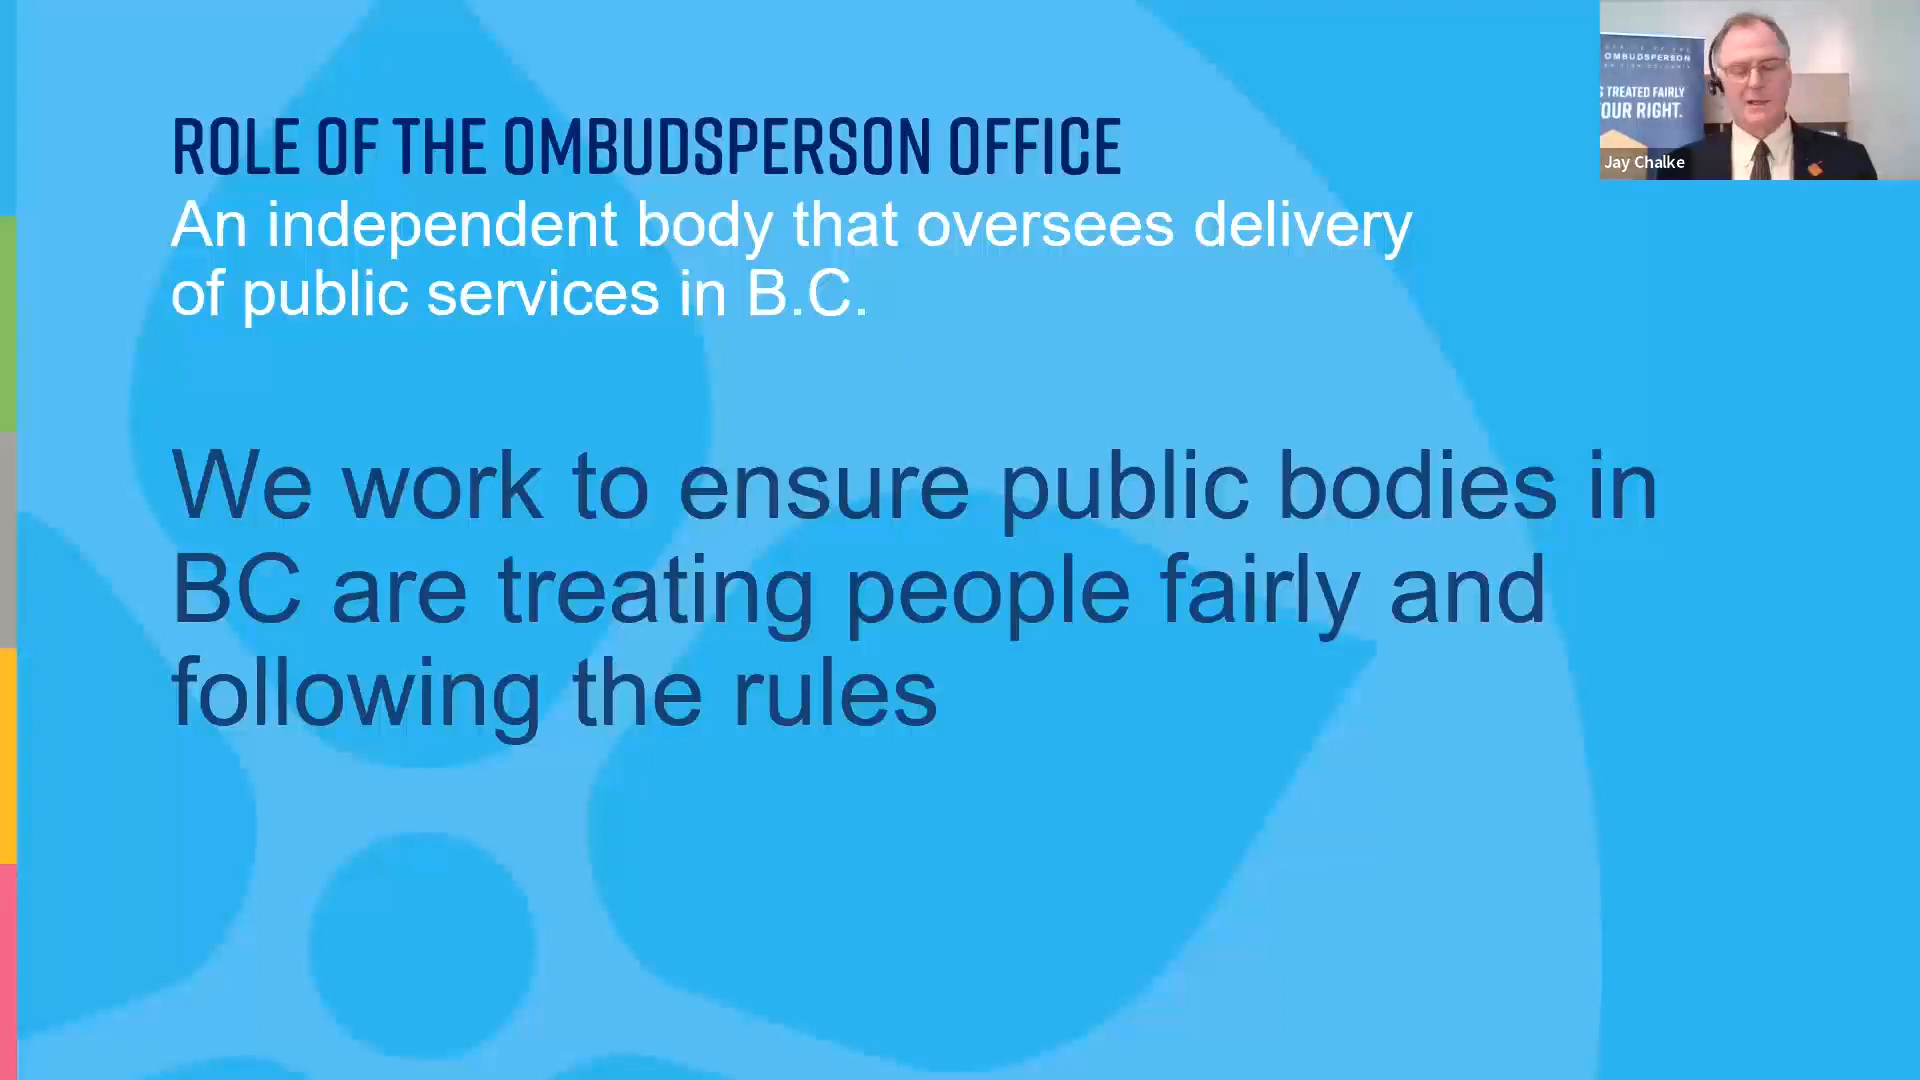 ROLE OF THE OMBUDSPERSON OFFICE
An independent body that oversees delivery
of public services in B.C.
We work to ensure public bodies in
BC are treating people fairly and
following the rules
OMBUDSPERSON
TREATED FAIRLY
OUR RIGHT.
Jay Chalke